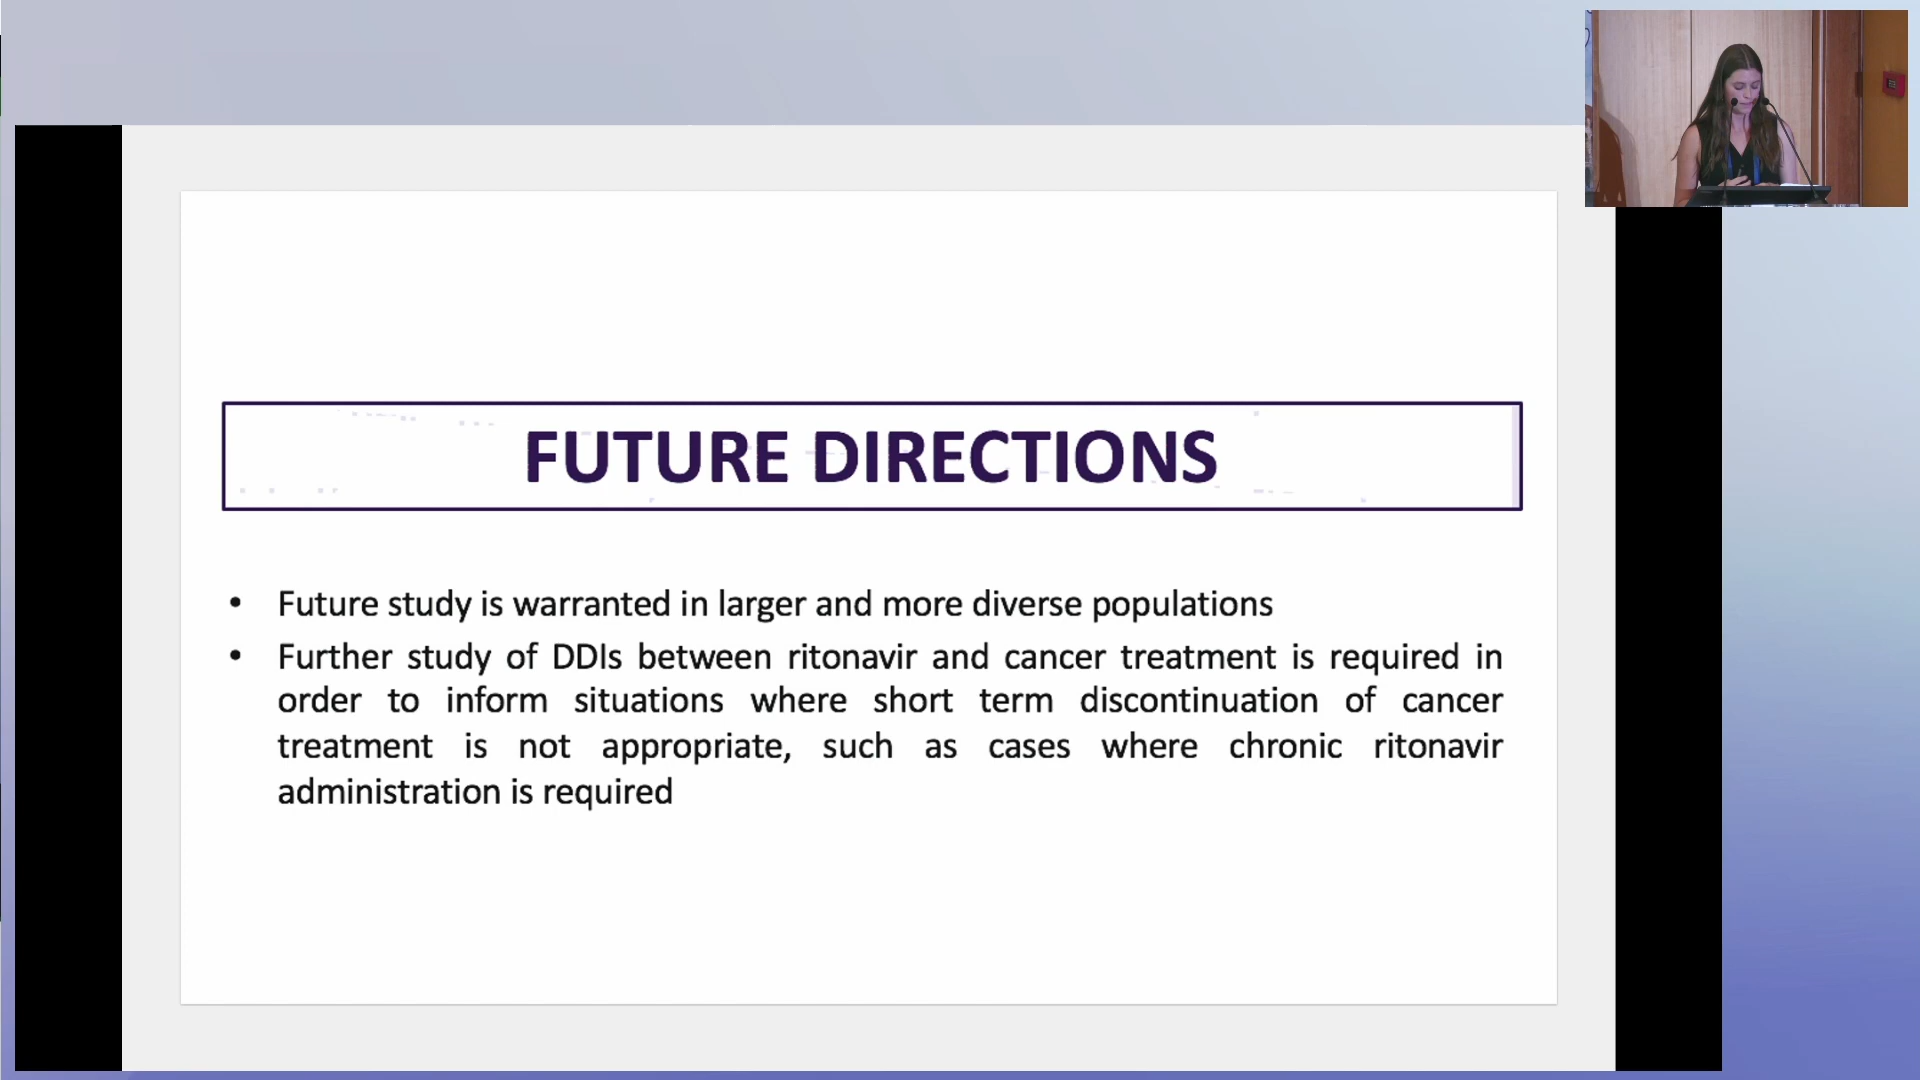 FUTURE DIRECTIONS
• Future study is warranted in larger and more diverse populations
• Further study of DDIs between ritonavir and cancer treatment is required in
order to inform situations where short term discontinuation of cancer
treatment is not appropriate, such as cases where chronic ritonavir
administration is required